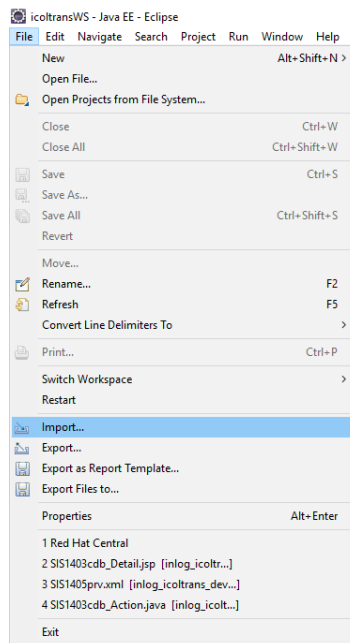 icoltransWS - Java EE - Eclipse
File Edit Navigate Search Project Run Window Help
New Alt+Shift+N >
Open File...
Open Projects from File System...
Close Ctrl+W
Close All Ctrl+Shift+W
Save Ctrl+S
Save As...
Save All Ctrl+Shift+S
Revert
Move...
Rename... F2
Refresh F5
Convert Line Delimiters To >
Print... Ctrl+P
Switch Workspace >
Restart
Import...
Export...
Export as Report Template...
Export Files to...
Properties Alt+Enter
1 Red Hat Central
2 SIS1403cdb_Detail.jsp [inlog_icoltr...]
3 SIS1405prv.xml [inlog_icoltrans_dev...]
4 SIS1403cdb_Action.java [inlog_icolt...]
Exit